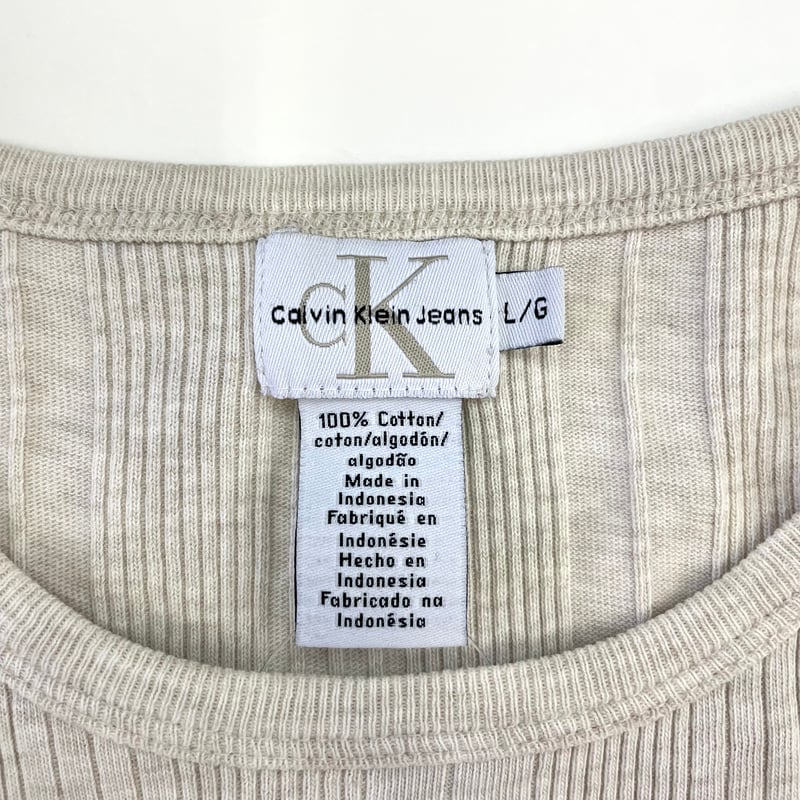 CK
Calvin Klein Jeans
L/G
100% Cotton/
coton/algodón/
algodão
Made in
Indonesia
Fabriqué en
Indonésie
Hecho en
Indonesia
Fabricado na
Indonésia